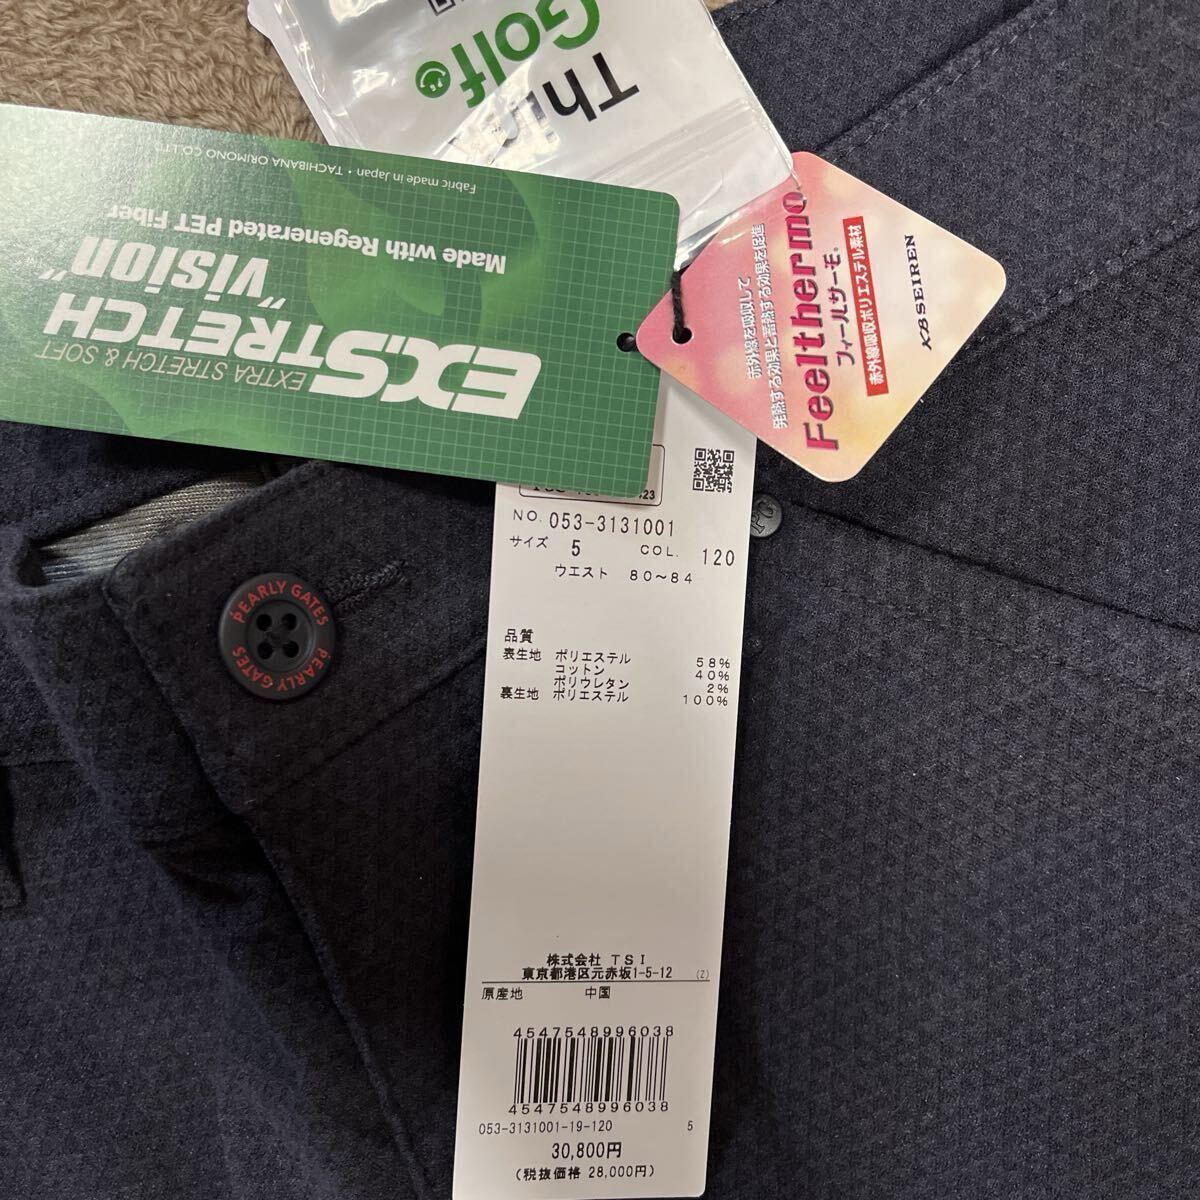 Think
Golf
EXTRA STRETCH & SOFT
EX.STRETCH
"vision"
Made with Regenerated PET Fiber
Fabric made in Japan・TACHIBANA ORIMONO CO.LTD
赤外線を吸収して
発熱する効果と蓄熱する効果を促進
Feelthermo
フィールサーモ®
赤外線吸収ポリエステル素材
KBSEIREN
PG
PEARLY GATES
PEARLY GATES
NO. 053-3131001
サイズ 5 COL. 120
ウエスト 80～84
品質
表生地 ポリエステル 58%
コットン 40%
ポリウレタン 2%
裏生地 ポリエステル 100%
株式会社 TSI
東京都港区元赤坂1-5-12 (Z)
原産地 中国
4547548996038
4547548996038
053-3131001-19-120 5
30,800円
(税抜価格 28,000円)